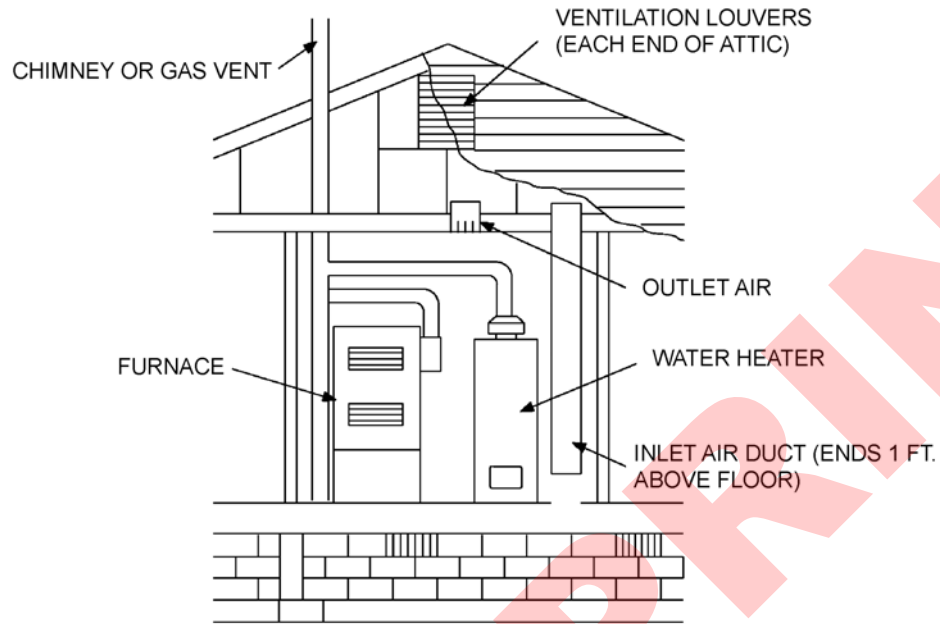 VENTILATION LOUVERS
(EACH END OF ATTIC)
CHIMNEY OR GAS VENT
OUTLET AIR
WATER HEATER
FURNACE
INLET AIR DUCT (ENDS 1 FT.
ABOVE FLOOR)
PRIN